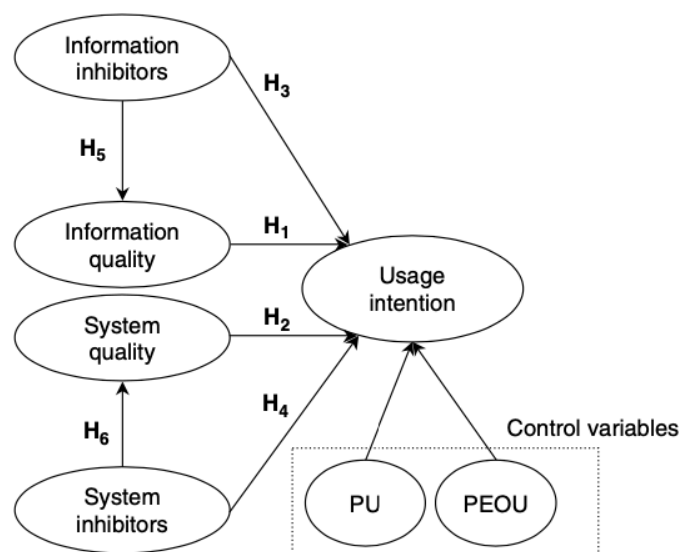 Information
inhibitors
H3
H5
Information
quality
H1
Usage
intention
System
quality
H2
H4
H6
Control variables
System
inhibitors
PU
PEOU